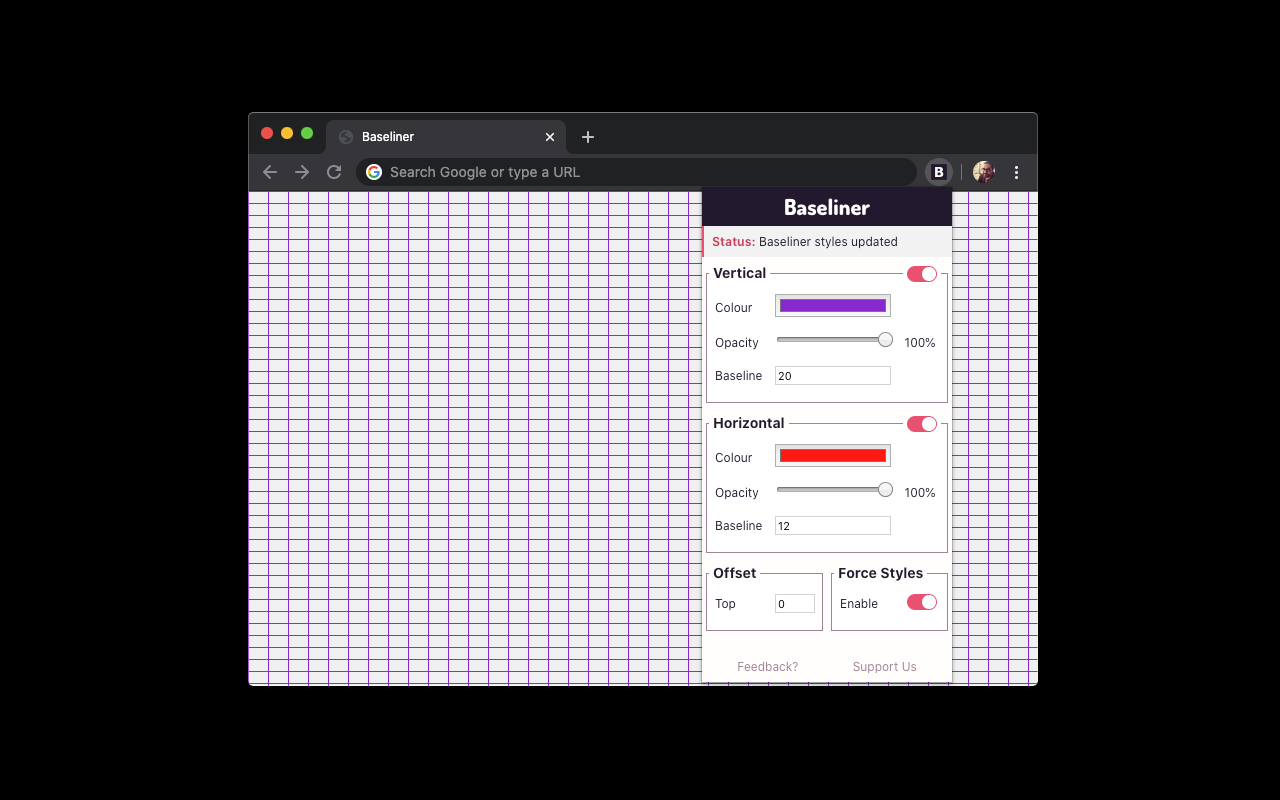 Baseliner
Search Google or type a URL
B
Baseliner
Status: Baseliner styles updated
Vertical
Colour
Opacity 100%
Baseline 20
Horizontal
Colour
Opacity 100%
Baseline 12
Offset Force Styles
Top 0 Enable
Feedback? Support Us